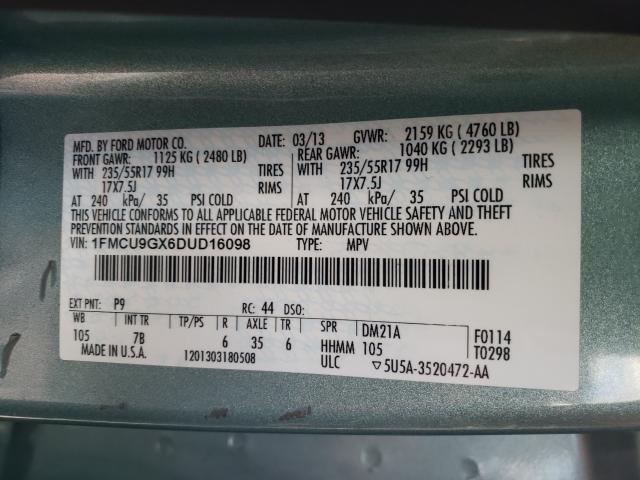 MFD. BY FORD MOTOR CO. DATE: 03/13 GVWR: 2159 KG ( 4760 LB)
FRONT GAWR: 1125 KG ( 2480 LB) REAR GAWR: 1040 KG ( 2293 LB)
WITH 235/55R17 99H TIRES WITH 235/55R17 99H TIRES
17X7.5J RIMS 17X7.5J RIMS
AT 240 kPa/ 35 PSI COLD AT 240 kPa/ 35 PSI COLD
THIS VEHICLE CONFORMS TO ALL APPLICABLE FEDERAL MOTOR VEHICLE SAFETY AND THEFT
PREVENTION STANDARDS IN EFFECT ON THE DATE OF MANUFACTURE SHOWN ABOVE.
VIN: 1FMCU9GX6DUD16098 TYPE: MPV
EXT PNT: P9 RC: 44 DSO:
WB INT TR TP/PS R AXLE TR SPR DM21A F0114
105 7B 6 35 6 HHMM 105 T0298
MADE IN U.S.A. 1201303180508 ULC ▽5U5A-3520472-AA